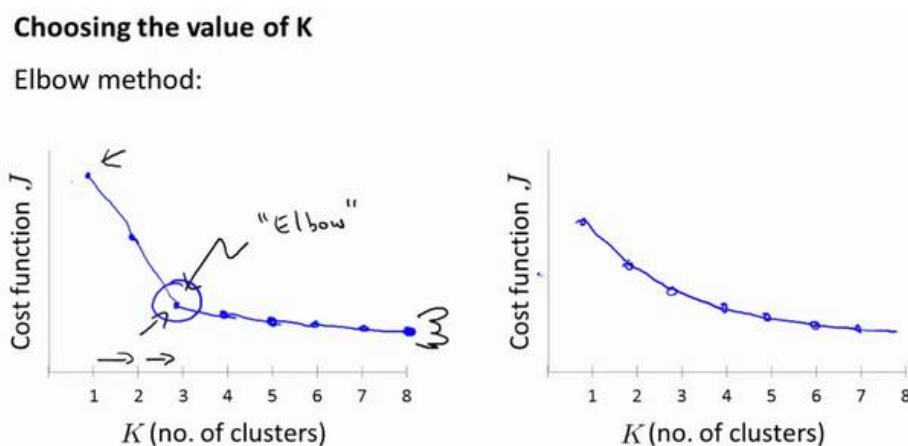 Choosing the value of K
Elbow method:
Cost function J
"Elbow"
1 2 3 4 5 6 7 8
K (no. of clusters)
Cost function J
1 2 3 4 5 6 7 8
K (no. of clusters)